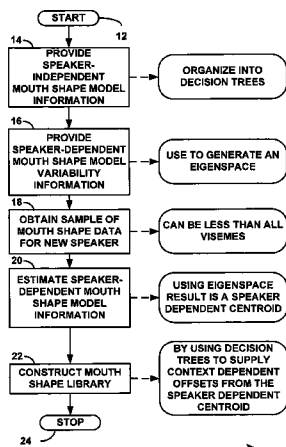 START
12
14
PROVIDE
SPEAKER-
INDEPENDENT
MOUTH SHAPE MODEL
INFORMATION
ORGANIZE INTO
DECISION TREES
16
PROVIDE
SPEAKER-DEPENDENT
MOUTH SHAPE MODEL
VARIABILITY
INFORMATION
USE TO GENERATE AN
EIGENSPACE
18
OBTAIN SAMPLE OF
MOUTH SHAPE DATA
FOR NEW SPEAKER
CAN BE LESS THAN ALL
VISEMES
20
ESTIMATE SPEAKER-
DEPENDENT MOUTH
SHAPE MODEL
INFORMATION
USING EIGENSPACE
RESULT IS A SPEAKER
DEPENDENT CENTROID
22
CONSTRUCT MOUTH
SHAPE LIBRARY
BY USING DECISION
TREES TO SUPPLY
CONTEXT DEPENDENT
OFFSETS FROM THE
SPEAKER DEPENDENT
CENTROID
STOP
24